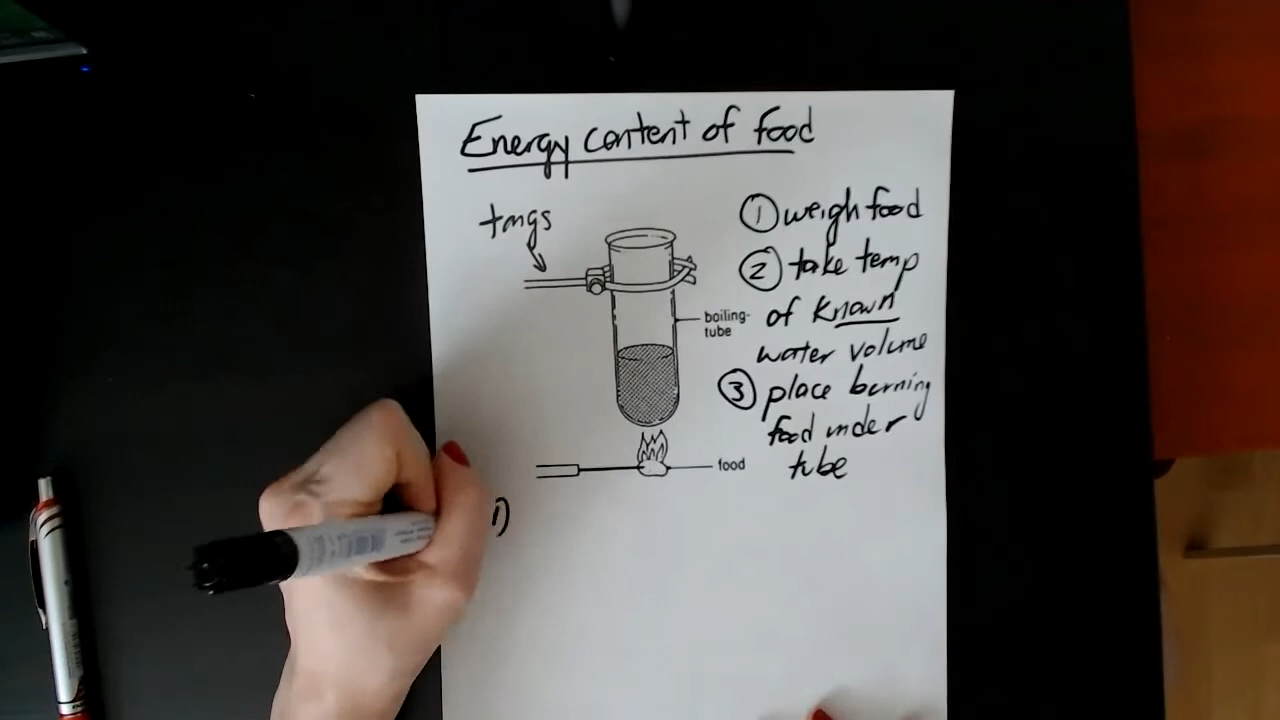 Energy content of food
tongs
① weigh food
② take temp
of known
water volume
③ place burning
food under
tube
boiling-
tube
food
1)